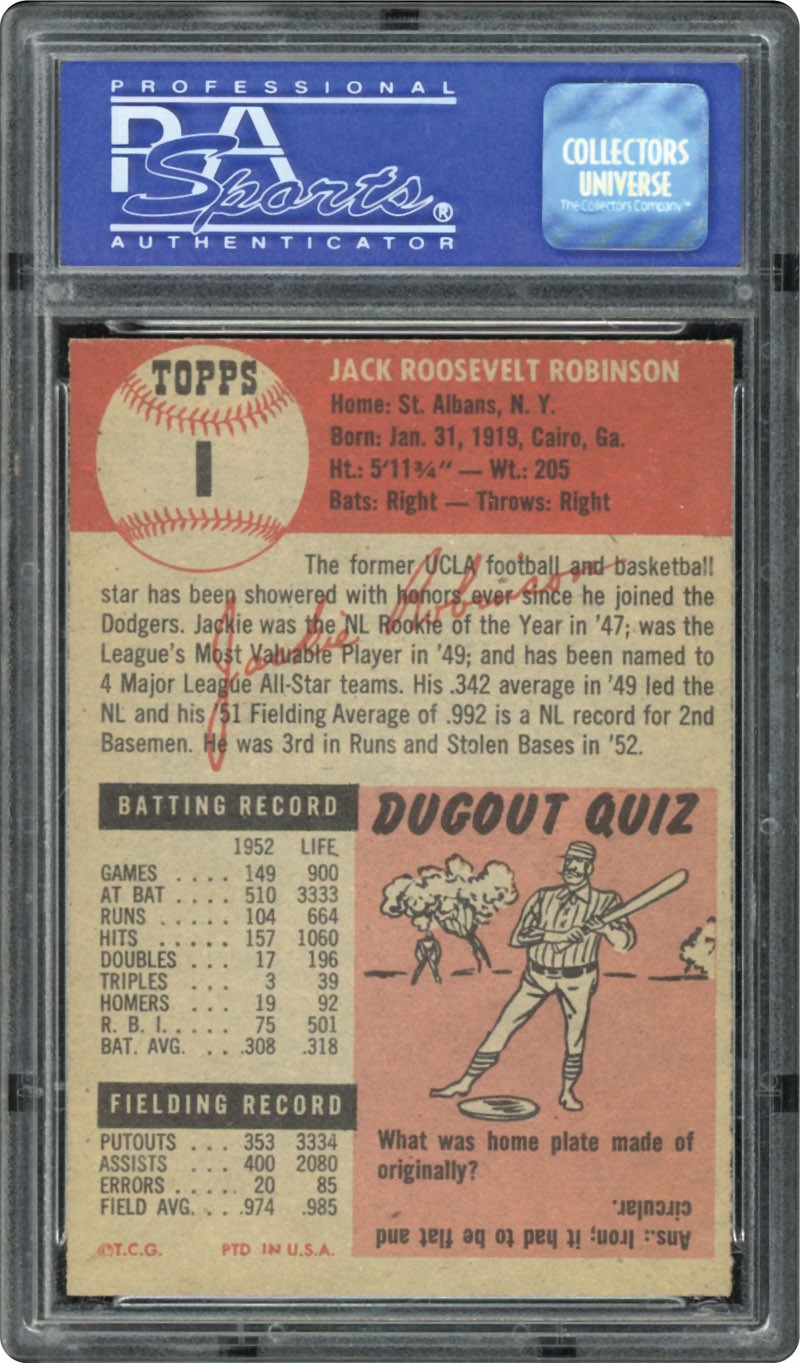 PROFESSIONAL
PSA
Sports®
AUTHENTICATOR
COLLECTORS
UNIVERSE
The Collectors Company™
TOPPS
1
JACK ROOSEVELT ROBINSON
Home: St. Albans, N. Y.
Born: Jan. 31, 1919, Cairo, Ga.
Ht.: 5'11¾" — Wt.: 205
Bats: Right — Throws: Right
The former UCLA football and basketball
star has been showered with honors ever since he joined the
Dodgers. Jackie was the NL Rookie of the Year in '47; was the
League's Most Valuable Player in '49; and has been named to
4 Major League All-Star teams. His .342 average in '49 led the
NL and his '51 Fielding Average of .992 is a NL record for 2nd
Basemen. He was 3rd in Runs and Stolen Bases in '52.
Jackie Robinson
BATTING RECORD
1952 LIFE
GAMES .... 149 900
AT BAT .... 510 3333
RUNS ..... 104 664
HITS ..... 157 1060
DOUBLES ... 17 196
TRIPLES ... 3 39
HOMERS ... 19 92
R. B. I. .... 75 501
BAT. AVG. ... .308 .318
FIELDING RECORD
PUTOUTS ... 353 3334
ASSISTS ... 400 2080
ERRORS ..... 20 85
FIELD AVG. .. .974 .985
©T.C.G. PTD IN U.S.A.
DUGOUT QUIZ
What was home plate made of
originally?
Ans.: Iron; it had to be flat and
circular.